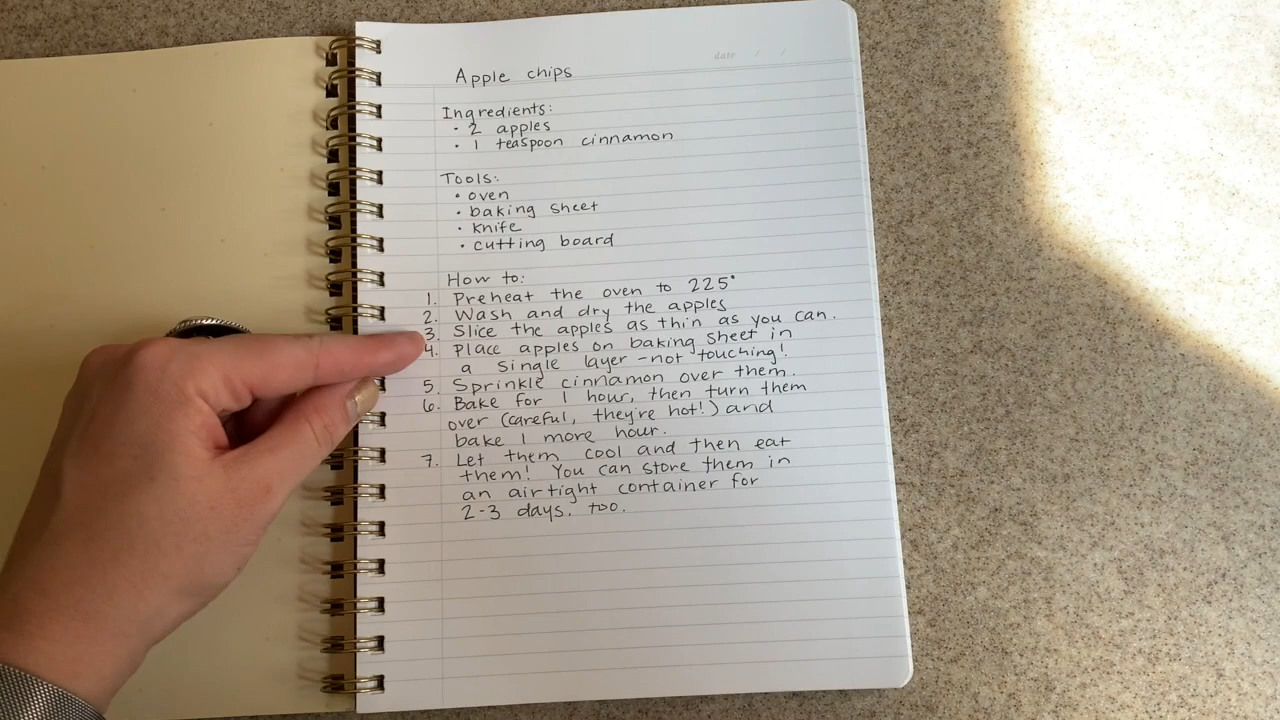 date / /
Apple chips
Ingredients:
• 2 apples
• 1 teaspoon cinnamon
Tools:
• oven
• baking sheet
• knife
• cutting board
How to:
1. Preheat the oven to 225°
2. Wash and dry the apples
3. Slice the apples as thin as you can.
4. Place apples on baking sheet in
a single layer - not touching!
5. Sprinkle cinnamon over them.
6. Bake for 1 hour, then turn them
over (careful, they're hot!) and
bake 1 more hour.
7. Let them cool and then eat
them! You can store them in
an airtight container for
2-3 days, too.